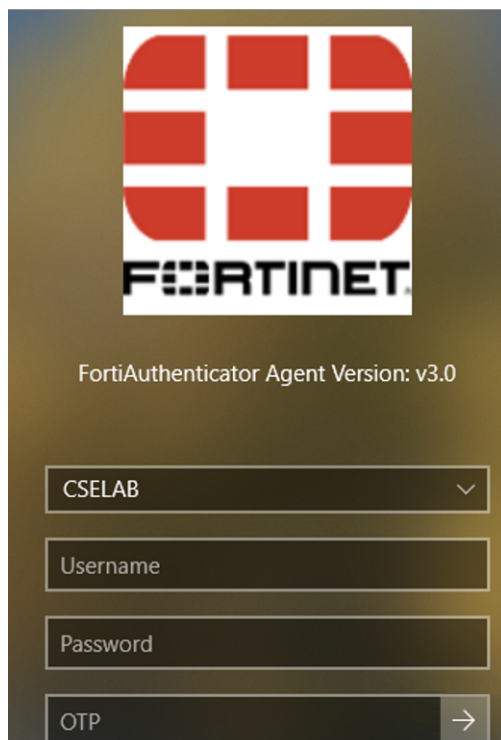 FORTINET
FortiAuthenticator Agent Version: v3.0
CSELAB
Username
Password
OTP